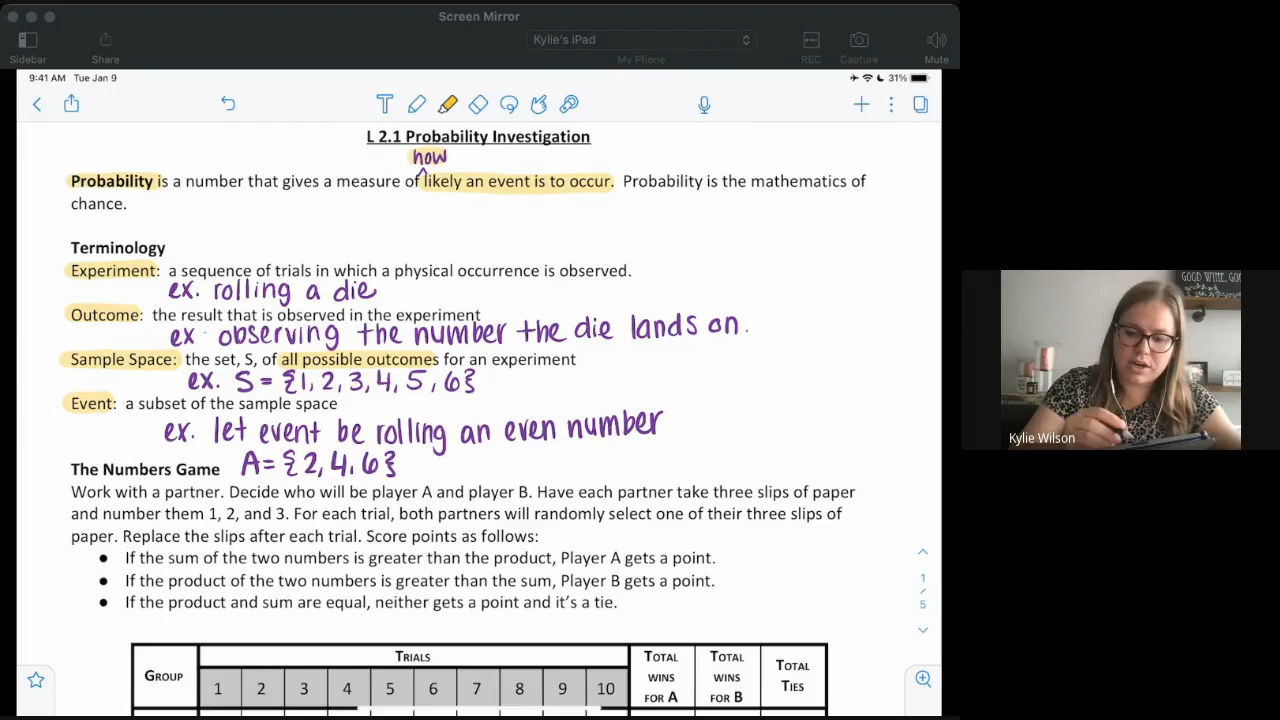 Screen Mirror
Kylie's iPad
Sidebar Share My Phone REC Capture Mute
9:41 AM Tue Jan 9 31%
L 2.1 Probability Investigation
how
Probability is a number that gives a measure of likely an event is to occur. Probability is the mathematics of
chance.
Terminology
Experiment: a sequence of trials in which a physical occurrence is observed.
ex. rolling a die
Outcome: the result that is observed in the experiment
ex. observing the number the die lands on.
Sample Space: the set, S, of all possible outcomes for an experiment
ex. S = {1, 2, 3, 4, 5, 6}
Event: a subset of the sample space
ex. let event be rolling an even number
A = {2, 4, 6}
The Numbers Game
Work with a partner. Decide who will be player A and player B. Have each partner take three slips of paper
and number them 1, 2, and 3. For each trial, both partners will randomly select one of their three slips of
paper. Replace the slips after each trial. Score points as follows:
• If the sum of the two numbers is greater than the product, Player A gets a point.
• If the product of the two numbers is greater than the sum, Player B gets a point.
• If the product and sum are equal, neither gets a point and it's a tie.
1
5
GROUP
TRIALS
1 2 3 4 5 6 7 8 9 10
TOTAL WINS FOR A
TOTAL WINS FOR B
TOTAL TIES
GOOD WINE, GO
Kylie Wilson